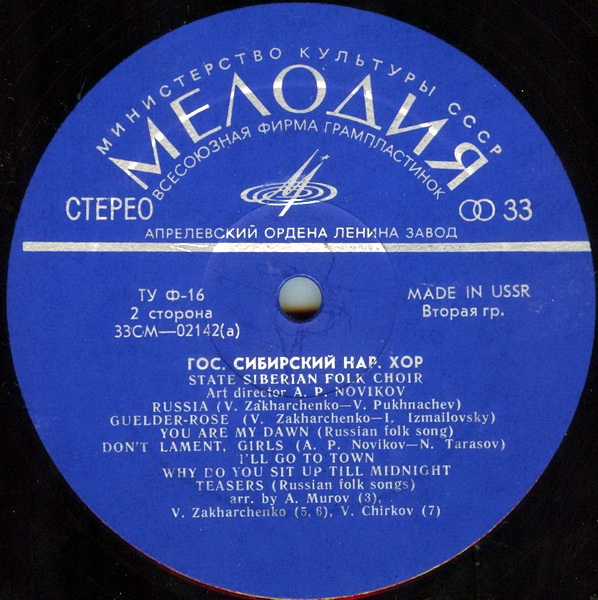 МИНИСТЕРСТВО КУЛЬТУРЫ СССР
МЕЛОДИЯ
ВСЕСОЮЗНАЯ ФИРМА ГРАМПЛАСТИНОК
СТЕРЕО
33
АПРЕЛЕВСКИЙ ОРДЕНА ЛЕНИНА ЗАВОД
ТУ Ф-16
2 сторона
33СМ—02142(а)
MADE IN USSR
Вторая гр.
ГОС. СИБИРСКИЙ НАР. ХОР
STATE SIBERIAN FOLK CHOIR
Art director A. P. NOVIKOV
RUSSIA (V. Zakharchenko—V. Pukhnachev)
GUELDER-ROSE (V. Zakharchenko—I. Izmailovsky)
YOU ARE MY DAWN (Russian folk song)
DON'T LAMENT, GIRLS (A. P. Novikov—N. Tarasov)
I'LL GO TO TOWN
WHY DO YOU SIT UP TILL MIDNIGHT
TEASERS (Russian folk songs)
arr. by A. Murov (3),
V. Zakharchenko (5, 6), V. Chirkov (7)